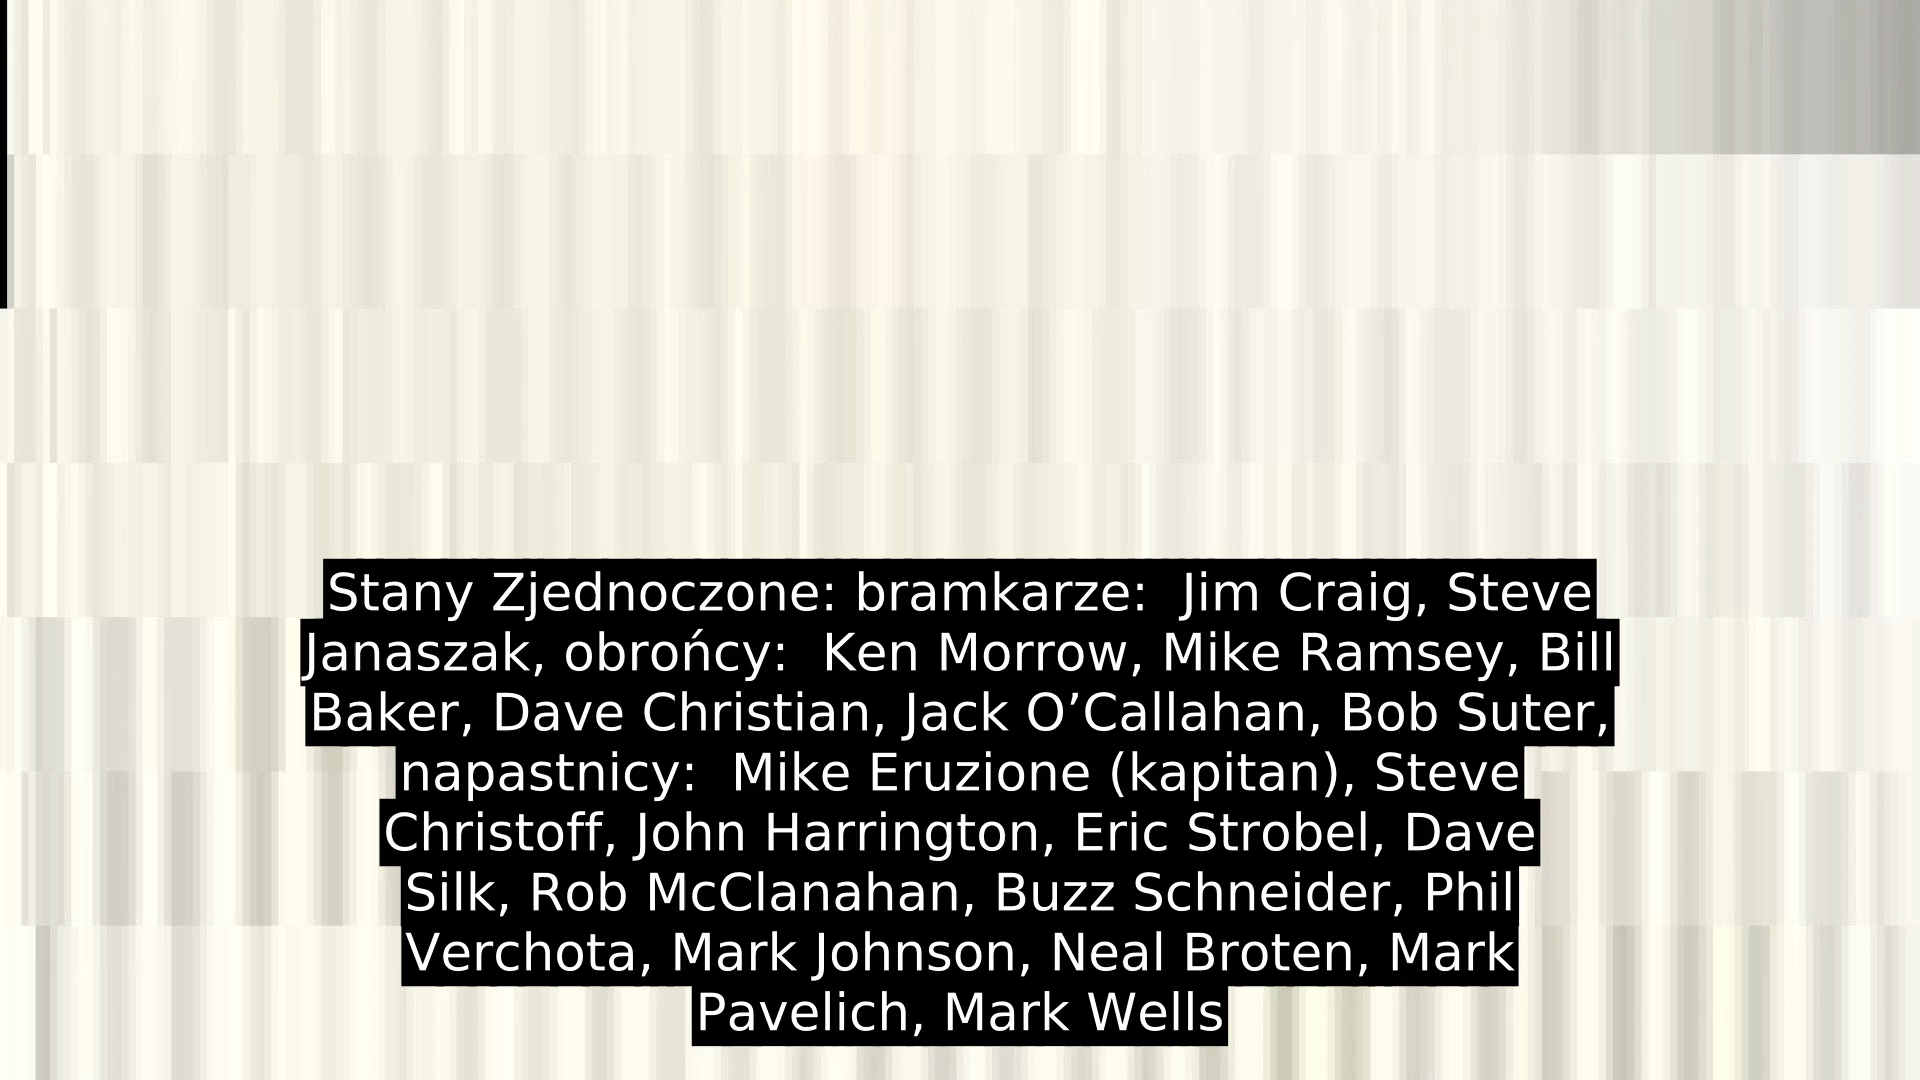 Stany Zjednoczone: bramkarze:  Jim Craig, Steve
Janaszak, obrońcy:  Ken Morrow, Mike Ramsey, Bill
Baker, Dave Christian, Jack O’Callahan, Bob Suter,
napastnicy:  Mike Eruzione (kapitan), Steve
Christoff, John Harrington, Eric Strobel, Dave
Silk, Rob McClanahan, Buzz Schneider, Phil
Verchota, Mark Johnson, Neal Broten, Mark
Pavelich, Mark Wells